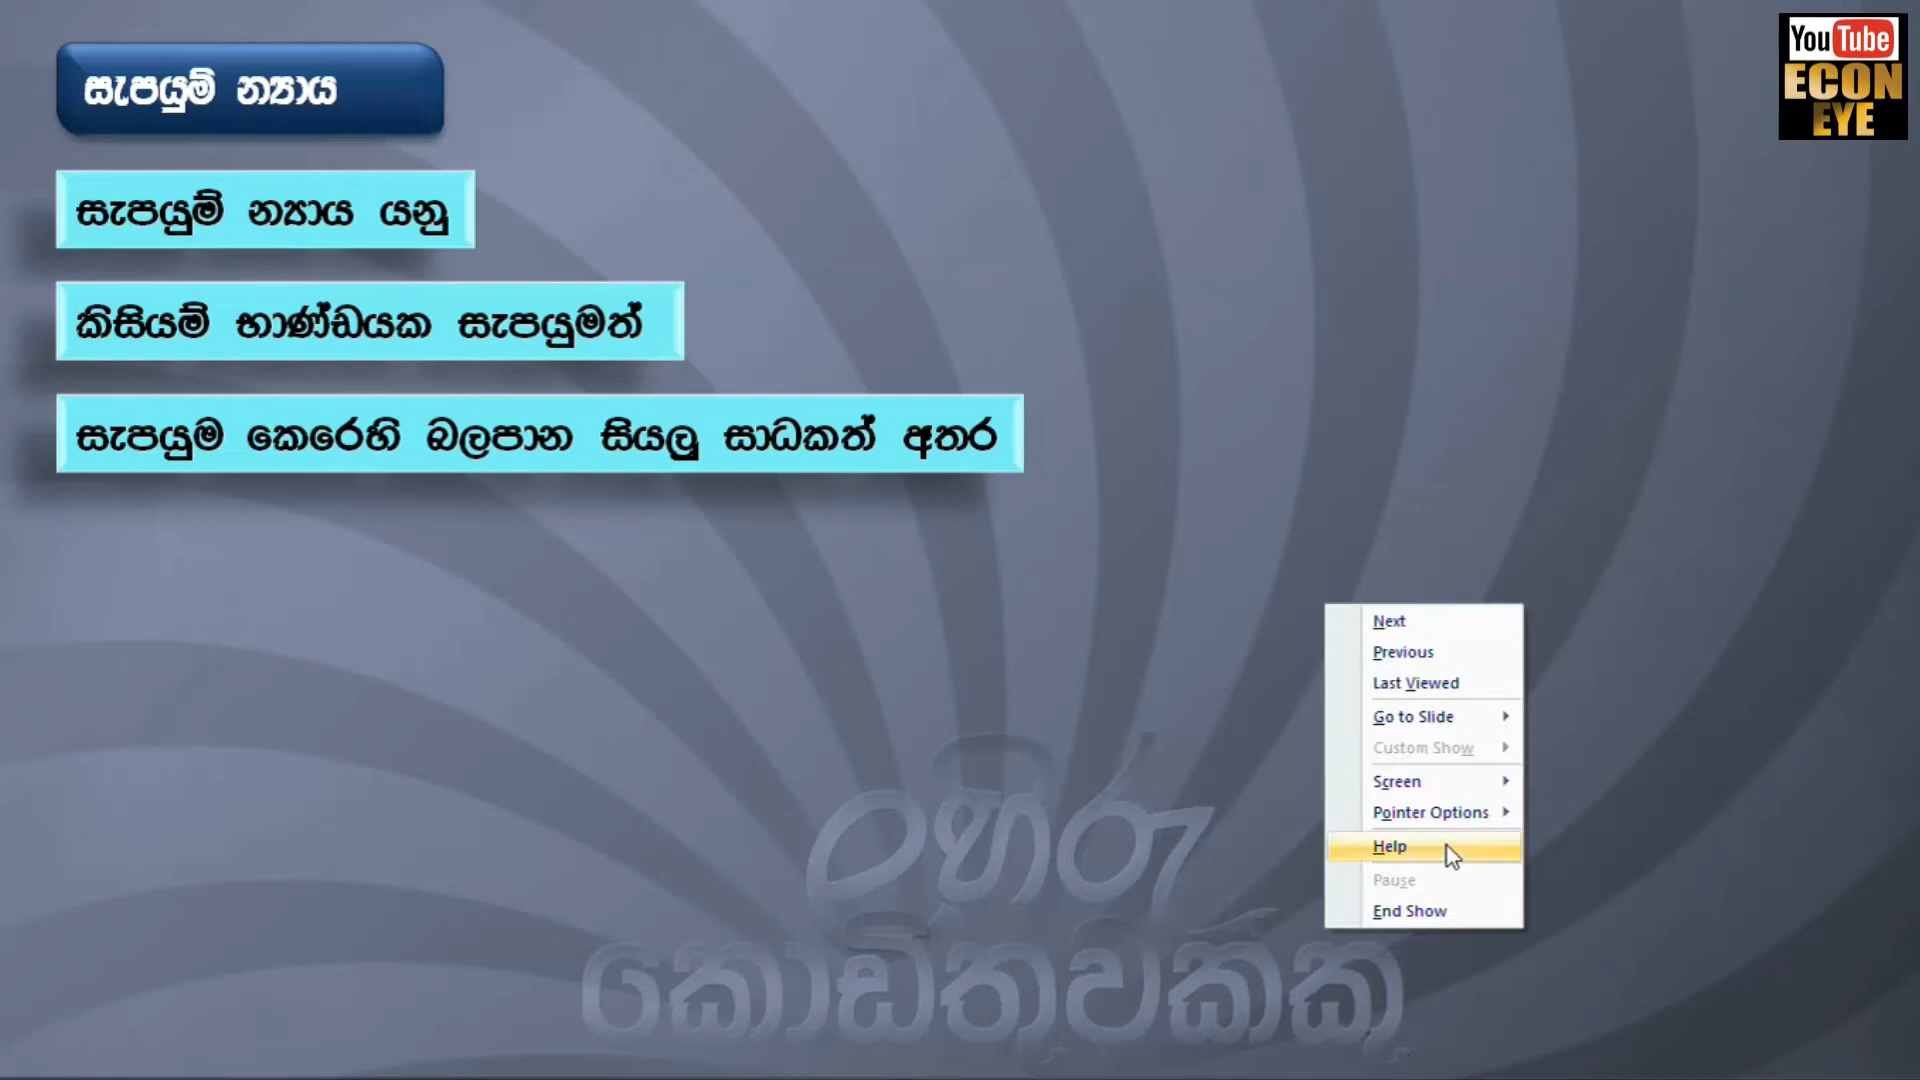 සැපයුම් න්‍යාය
You Tube
ECON
EYE
සැපයුම් න්‍යාය යනු
කිසියම් භාණ්ඩයක සැපයුමත්
සැපයුම කෙරෙහි බලපාන සියලු සාධකත් අතර
Next
Previous
Last Viewed
Go to Slide
Custom Show
Screen
Pointer Options
Help
Pause
End Show